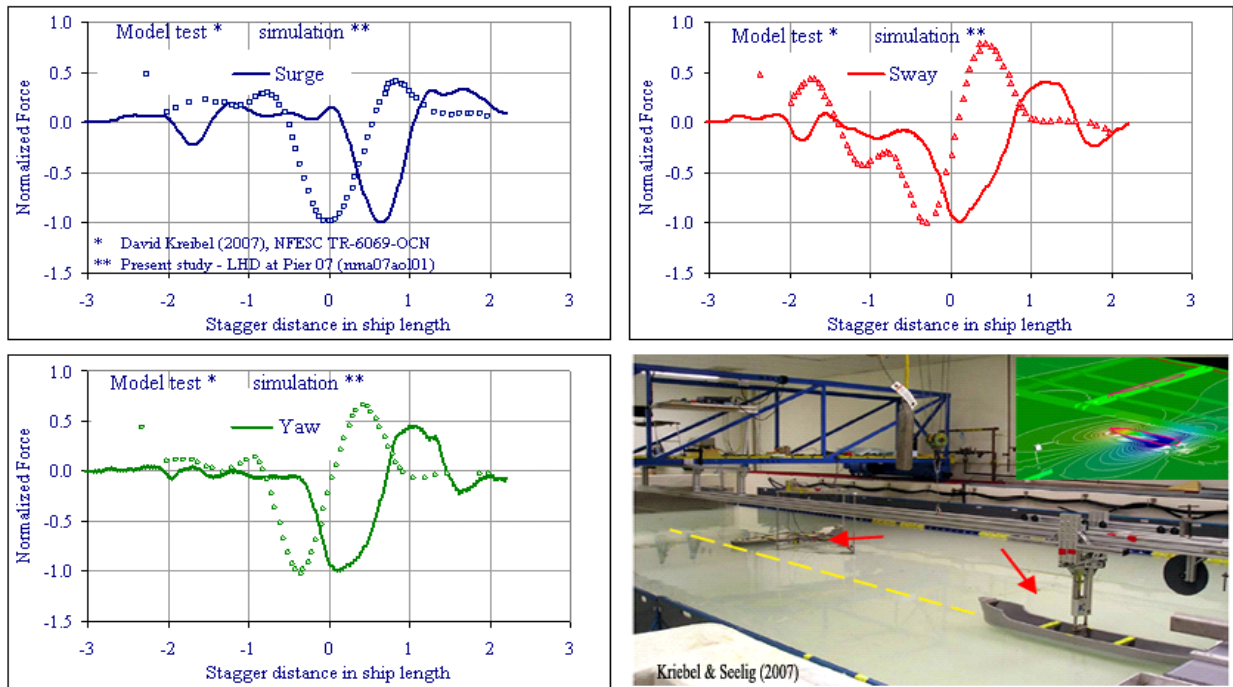 Model test * simulation **
Surge
1.0
0.5
0.0
-0.5
-1.0
-1.5
Normalized Force
* David Kreibel (2007), NFESC TR-6069-OCN
** Present study - LHD at Pier 07 (nma07aol01)
-3 -2 -1 0 1 2 3
Stagger distance in ship length
Model test * simulation **
Sway
1.0
0.5
0.0
-0.5
-1.0
-1.5
Normalized Force
-3 -2 -1 0 1 2 3
Stagger distance in ship length
Model test * simulation **
Yaw
1.0
0.5
0.0
-0.5
-1.0
-1.5
Normalized Force
-3 -2 -1 0 1 2 3
Stagger distance in ship length
Kriebel & Seelig (2007)